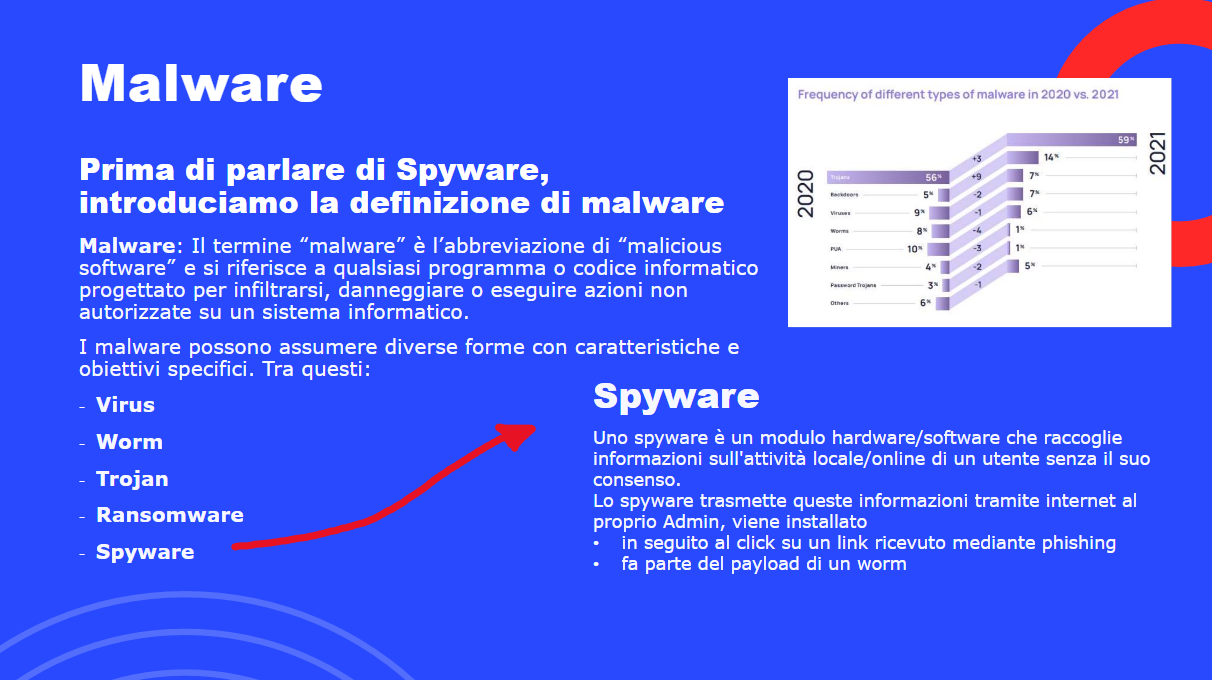 Malware
Prima di parlare di Spyware,
introduciamo la definizione di malware
Malware: Il termine “malware” è l’abbreviazione di “malicious
software” e si riferisce a qualsiasi programma o codice informatico
progettato per infiltrarsi, danneggiare o eseguire azioni non
autorizzate su un sistema informatico.
I malware possono assumere diverse forme con caratteristiche e
obiettivi specifici. Tra questi:
- Virus
- Worm
- Trojan
- Ransomware
- Spyware
Frequency of different types of malware in 2020 vs. 2021
2020
Trojans 56%
Backdoors 5%
Viruses 9%
Worms 8%
PUA 10%
Miners 4%
Password Trojans 3%
Others 6%
+3
+9
-2
-1
-4
-3
-2
-1
59%
14%
7%
7%
6%
1%
1%
5%
2021
Spyware
Uno spyware è un modulo hardware/software che raccoglie
informazioni sull'attività locale/online di un utente senza il suo
consenso.
Lo spyware trasmette queste informazioni tramite internet al
proprio Admin, viene installato
• in seguito al click su un link ricevuto mediante phishing
• fa parte del payload di un worm